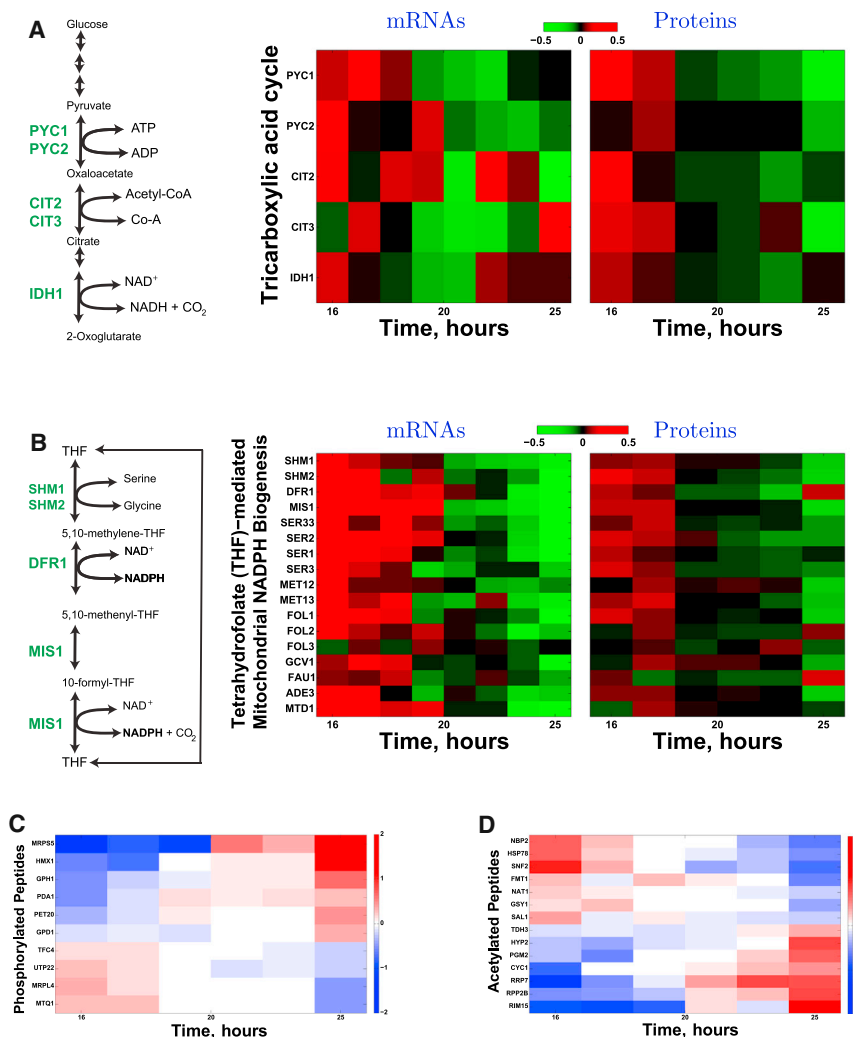 A
Glucose
Pyruvate
PYC1
PYC2
ATP
ADP
Oxaloacetate
CIT2
CIT3
Acetyl-CoA
Co-A
Citrate
IDH1
NAD+
NADH + CO2
2-Oxoglutarate
mRNAs
−0.5 0 0.5
Proteins
Tricarboxylic acid cycle
PYC1
PYC2
CIT2
CIT3
IDH1
16 20 25
Time, hours
16 20 25
Time, hours
B
THF
SHM1
SHM2
Serine
Glycine
5,10-methylene-THF
DFR1
NAD+
NADPH
5,10-methenyl-THF
MIS1
10-formyl-THF
MIS1
NAD+
NADPH + CO2
THF
mRNAs
−0.5 0 0.5
Proteins
Tetrahydrofolate (THF)−mediated
Mitochondrial NADPH Biogenesis
SHM1
SHM2
DFR1
MIS1
SER33
SER2
SER1
SER3
MET12
MET13
FOL1
FOL2
FOL3
GCV1
FAU1
ADE3
MTD1
16 20 25
Time, hours
16 20 25
Time, hours
C
Phosphorylated Peptides
MRPS5
HMX1
GPH1
PDA1
PET20
GPD1
TFC4
UTP22
MRPL4
MTQ1
16 20 25
Time, hours
2
1
0
−1
−2
D
Acetylated Peptides
NBP2
HSP78
SNF2
FMT1
NAT1
GSY1
SAL1
TDH3
HYP2
PGM2
CYC1
RRP7
RPP2B
RIM15
16 20 25
Time, hours